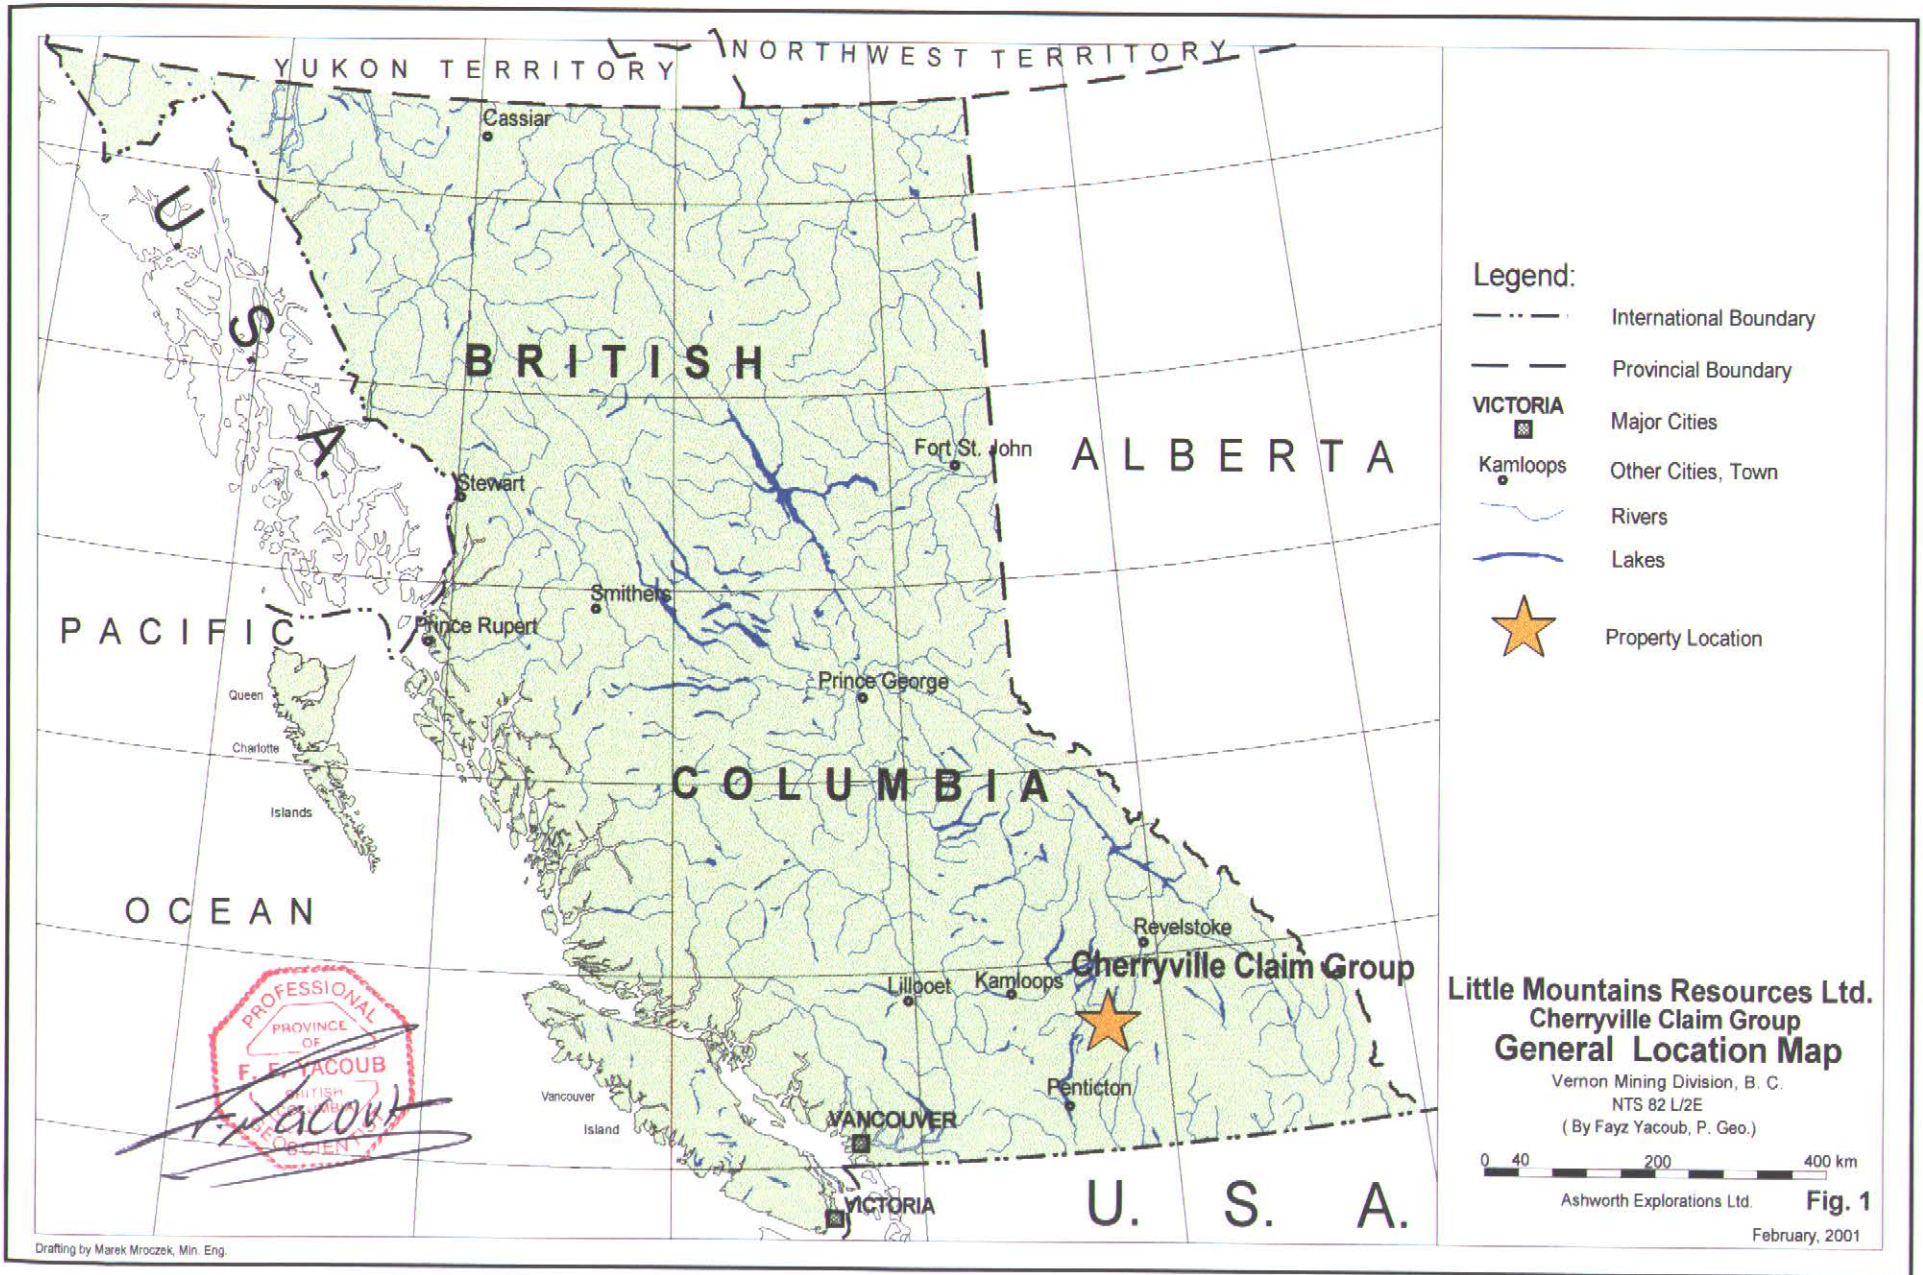 YUKON TERRITORY
NORTHWEST TERRITORY
Cassiar
U.
S.
A.
BRITISH
Fort St. John
ALBERTA
Stewart
Smithers
Prince Rupert
PACIFIC
Queen
Charlotte
Islands
Prince George
COLUMBIA
OCEAN
Revelstoke
Cherryville Claim Group
Lillooet
Kamloops
Penticton
Vancouver
Island
VANCOUVER
VICTORIA
U. S. A.
PROFESSIONAL
PROVINCE
OF
F. F. YACOUB
BRITISH
COLUMBIA
GEOSCIENTIST
F. Yacoub
Drafting by Marek Mroczek, Min. Eng.
Legend:
International Boundary
Provincial Boundary
VICTORIA
Major Cities
Kamloops
Other Cities, Town
Rivers
Lakes
Property Location
Little Mountains Resources Ltd.
Cherryville Claim Group
General Location Map
Vernon Mining Division, B. C.
NTS 82 L/2E
( By Fayz Yacoub, P. Geo.)
0 40 200 400 km
Ashworth Explorations Ltd.
Fig. 1
February, 2001